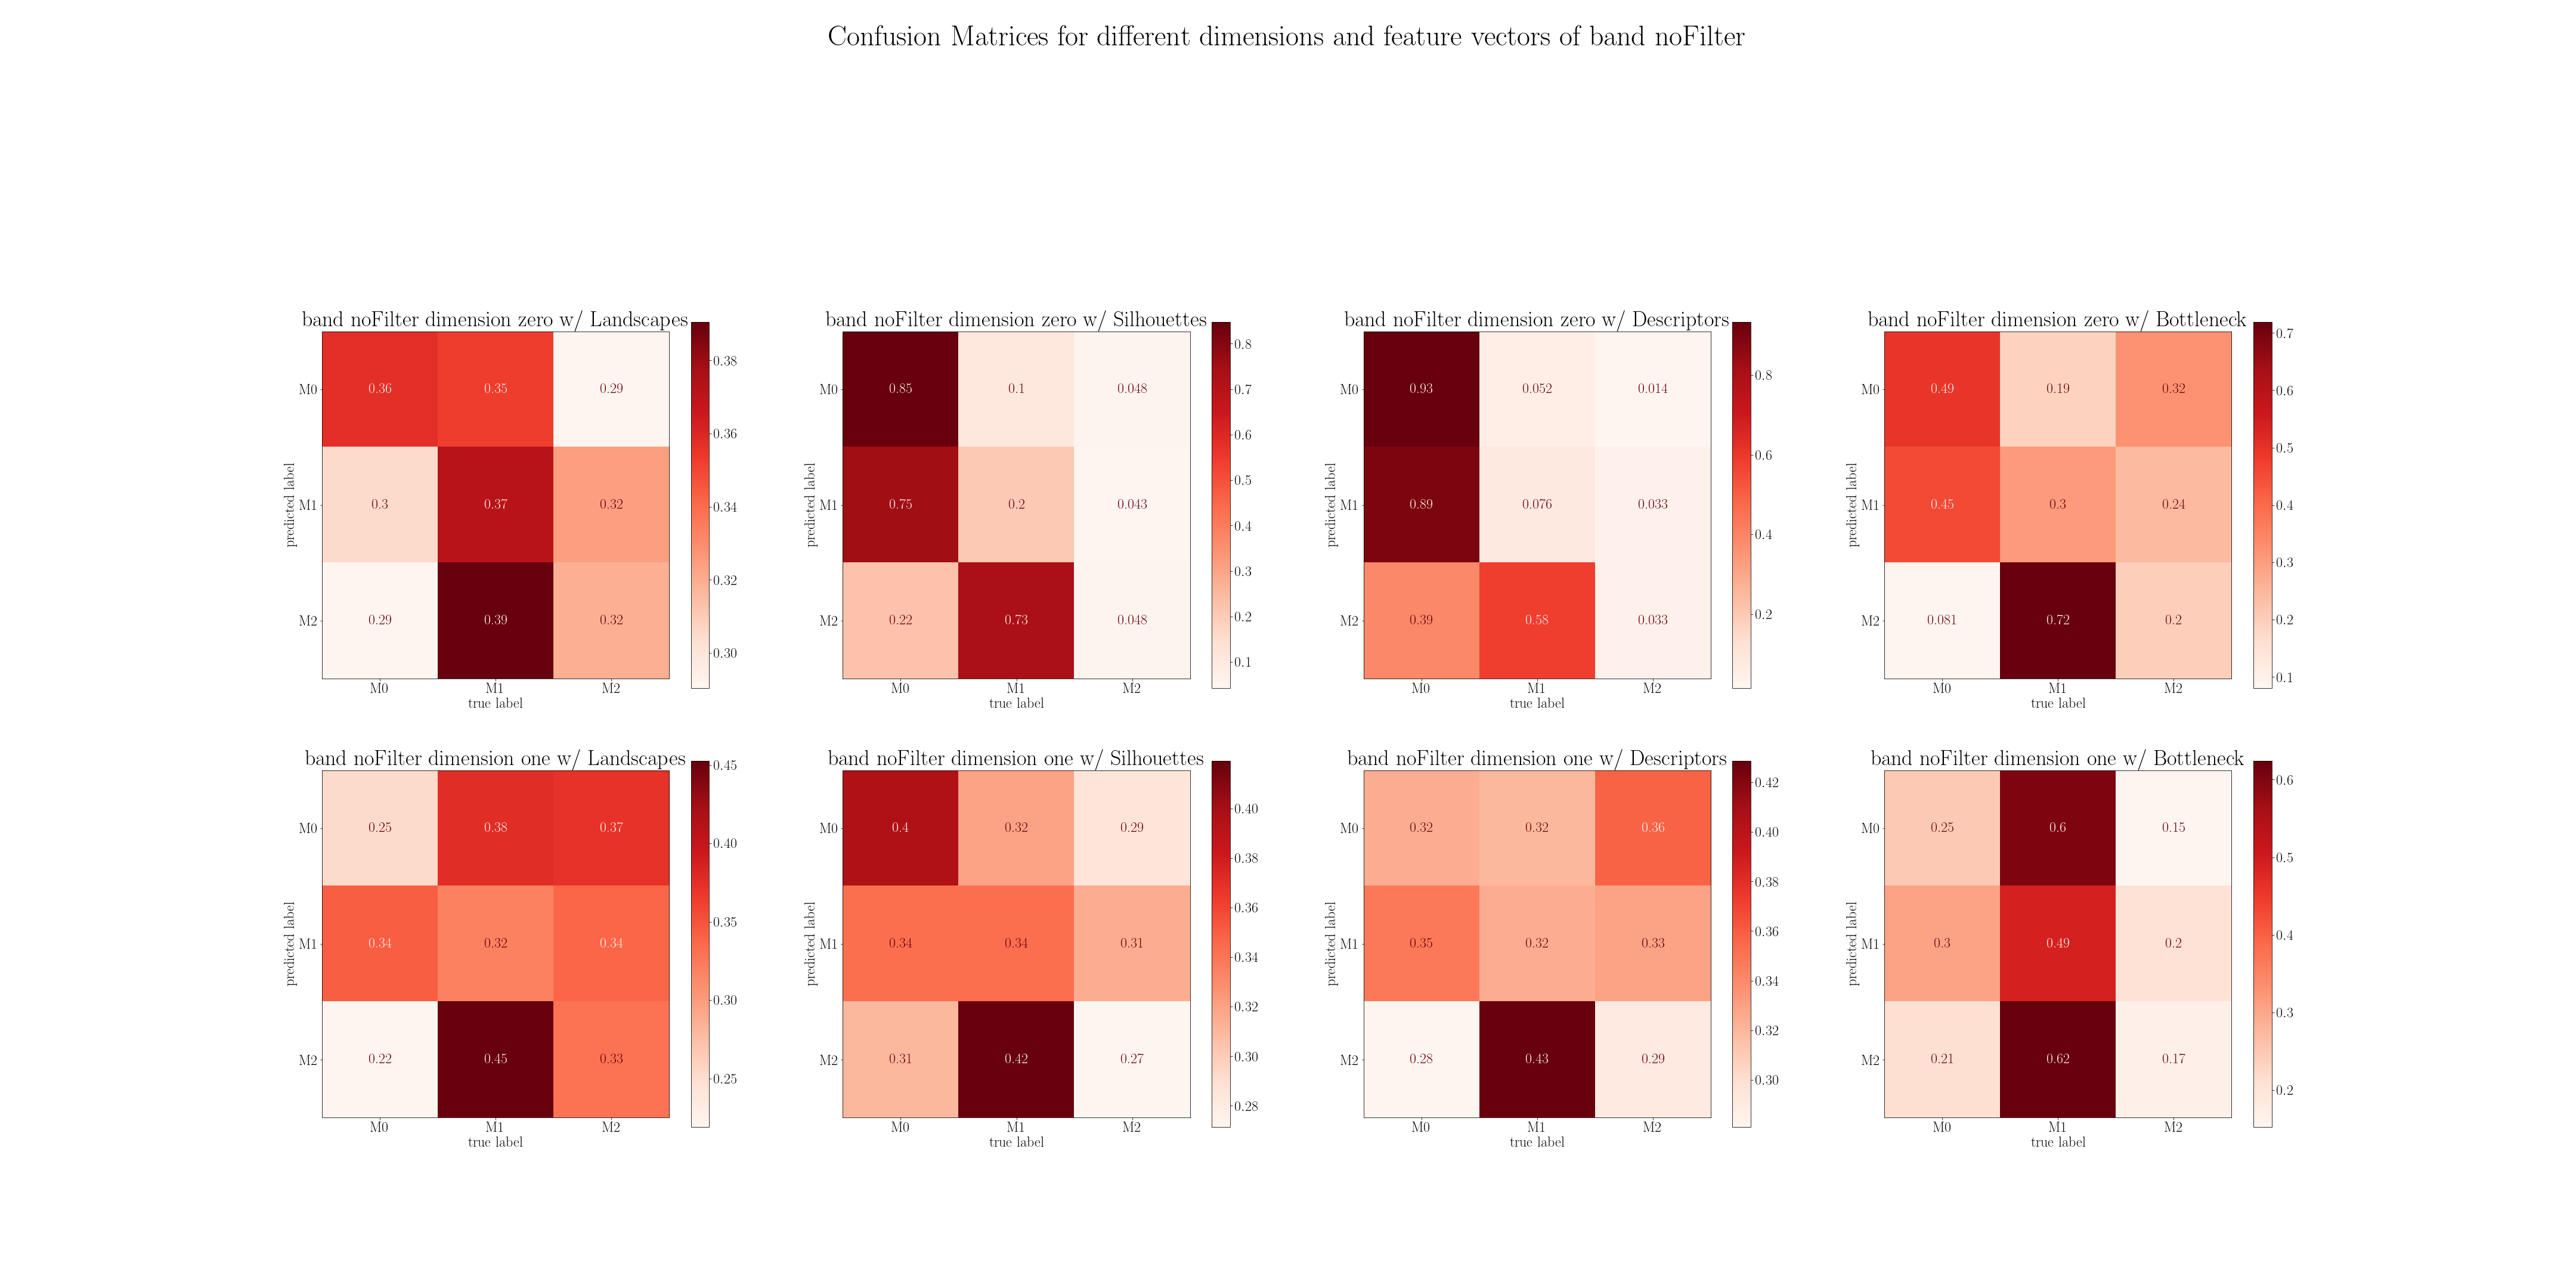 Confusion Matrices for different dimensions and feature vectors of band noFilter
band noFilter dimension zero w/ Landscapes
predicted label
M0 0.36 0.35 0.29
M1 0.3 0.37 0.32
M2 0.29 0.39 0.32
M0 M1 M2
true label
0.38
0.36
0.34
0.32
0.30
band noFilter dimension zero w/ Silhouettes
predicted label
M0 0.85 0.1 0.048
M1 0.75 0.2 0.043
M2 0.22 0.73 0.048
M0 M1 M2
true label
0.8
0.7
0.6
0.5
0.4
0.3
0.2
0.1
band noFilter dimension zero w/ Descriptors
predicted label
M0 0.93 0.052 0.014
M1 0.89 0.076 0.033
M2 0.39 0.58 0.033
M0 M1 M2
true label
0.8
0.6
0.4
0.2
band noFilter dimension zero w/ Bottleneck
predicted label
M0 0.49 0.19 0.32
M1 0.45 0.3 0.24
M2 0.081 0.72 0.2
M0 M1 M2
true label
0.7
0.6
0.5
0.4
0.3
0.2
0.1
band noFilter dimension one w/ Landscapes
predicted label
M0 0.25 0.38 0.37
M1 0.34 0.32 0.34
M2 0.22 0.45 0.33
M0 M1 M2
true label
0.45
0.40
0.35
0.30
0.25
band noFilter dimension one w/ Silhouettes
predicted label
M0 0.4 0.32 0.29
M1 0.34 0.34 0.31
M2 0.31 0.42 0.27
M0 M1 M2
true label
0.40
0.38
0.36
0.34
0.32
0.30
0.28
band noFilter dimension one w/ Descriptors
predicted label
M0 0.32 0.32 0.36
M1 0.35 0.32 0.33
M2 0.28 0.43 0.29
M0 M1 M2
true label
0.42
0.40
0.38
0.36
0.34
0.32
0.30
band noFilter dimension one w/ Bottleneck
predicted label
M0 0.25 0.6 0.15
M1 0.3 0.49 0.2
M2 0.21 0.62 0.17
M0 M1 M2
true label
0.6
0.5
0.4
0.3
0.2